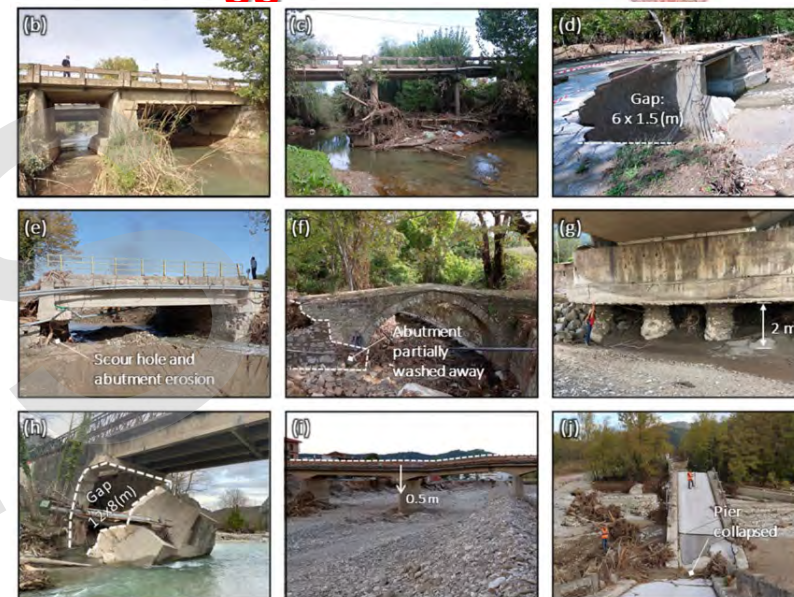 (b)
(c)
(d)
Gap:
6 x 1.5 (m)
(e)
Scour hole and
abutment erosion
(f)
Abutment
partially
washed away
(g)
2 m
(h)
Gap
12x8(m)
(i)
0.5 m
(j)
Pier
collapsed